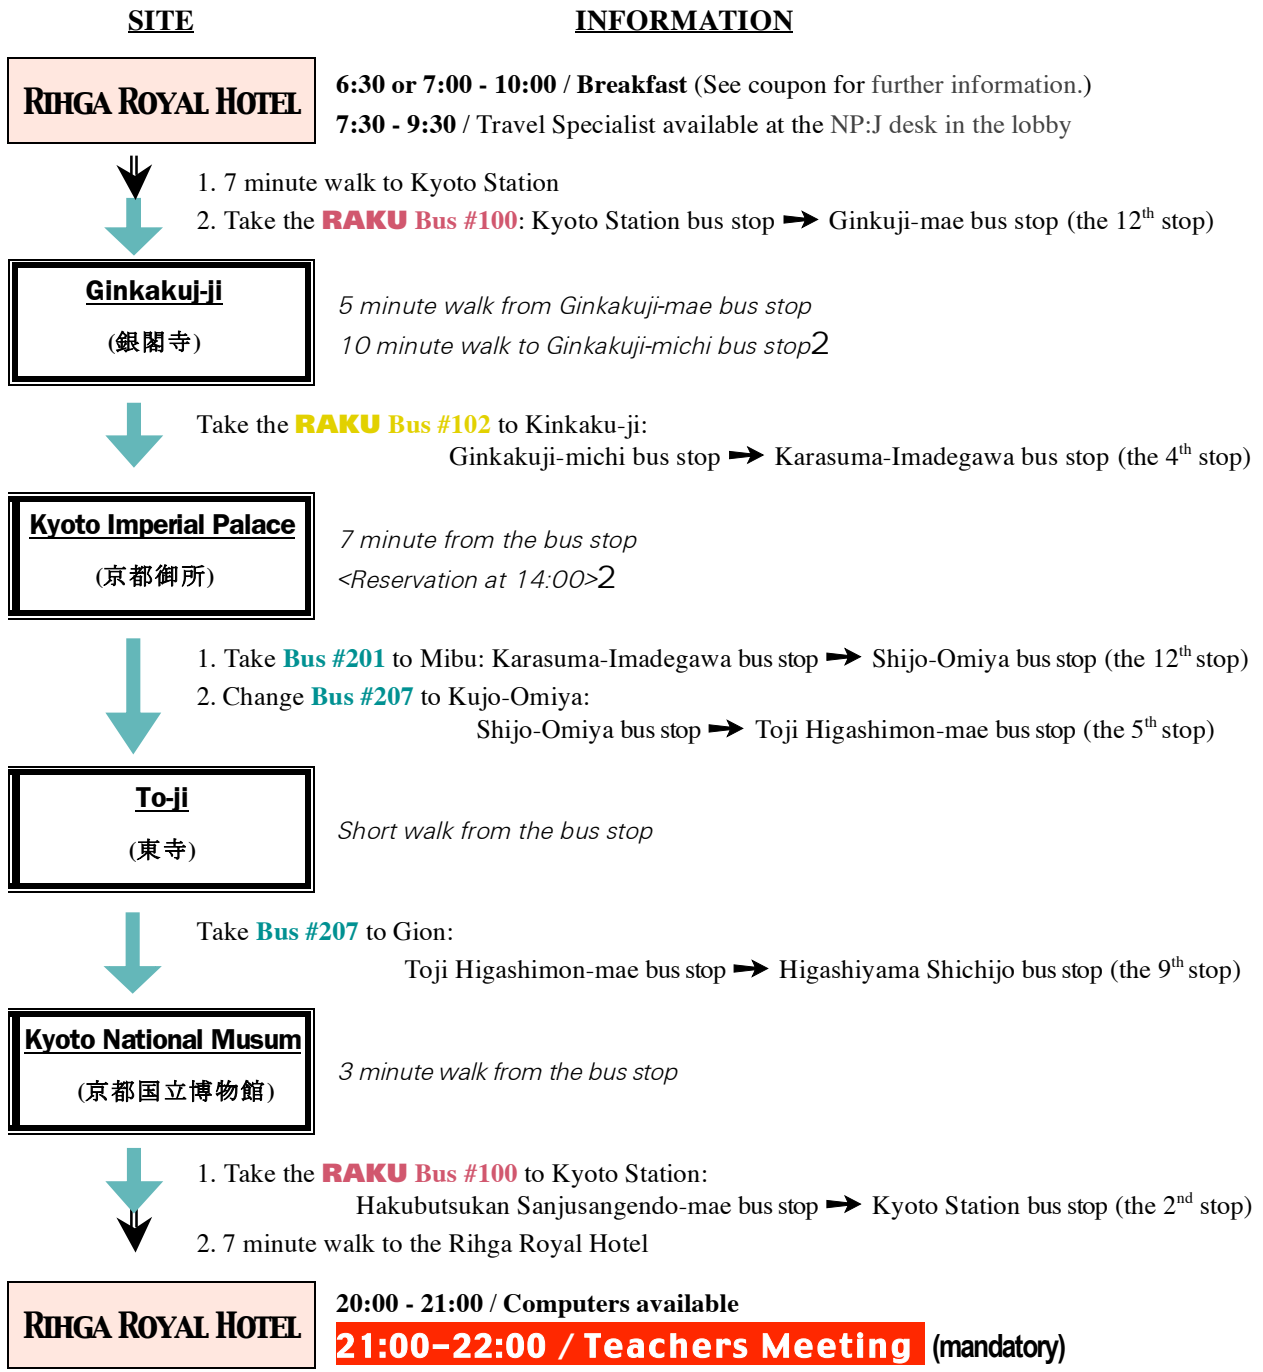 SITE INFORMATION
RIHGA ROYAL HOTEL
6:30 or 7:00 - 10:00 / Breakfast (See coupon for further information.)
7:30 - 9:30 / Travel Specialist available at the NP:J desk in the lobby
1. 7 minute walk to Kyoto Station
2. Take the RAKU Bus #100: Kyoto Station bus stop → Ginkuji-mae bus stop (the 12th stop)
Ginkakuj-ji
(銀閣寺)
5 minute walk from Ginkakuji-mae bus stop
10 minute walk to Ginkakuji-michi bus stop2
Take the RAKU Bus #102 to Kinkaku-ji:
Ginkakuji-michi bus stop → Karasuma-Imadegawa bus stop (the 4th stop)
Kyoto Imperial Palace
(京都御所)
7 minute from the bus stop
<Reservation at 14:00>2
1. Take Bus #201 to Mibu: Karasuma-Imadegawa bus stop → Shijo-Omiya bus stop (the 12th stop)
2. Change Bus #207 to Kujo-Omiya:
Shijo-Omiya bus stop → Toji Higashimon-mae bus stop (the 5th stop)
To-ji
(東寺)
Short walk from the bus stop
Take Bus #207 to Gion:
Toji Higashimon-mae bus stop → Higashiyama Shichijo bus stop (the 9th stop)
Kyoto National Musum
(京都国立博物館)
3 minute walk from the bus stop
1. Take the RAKU Bus #100 to Kyoto Station:
Hakubutsukan Sanjusangendo-mae bus stop → Kyoto Station bus stop (the 2nd stop)
2. 7 minute walk to the Rihga Royal Hotel
RIHGA ROYAL HOTEL
20:00 - 21:00 / Computers available
21:00-22:00 / Teachers Meeting (mandatory)